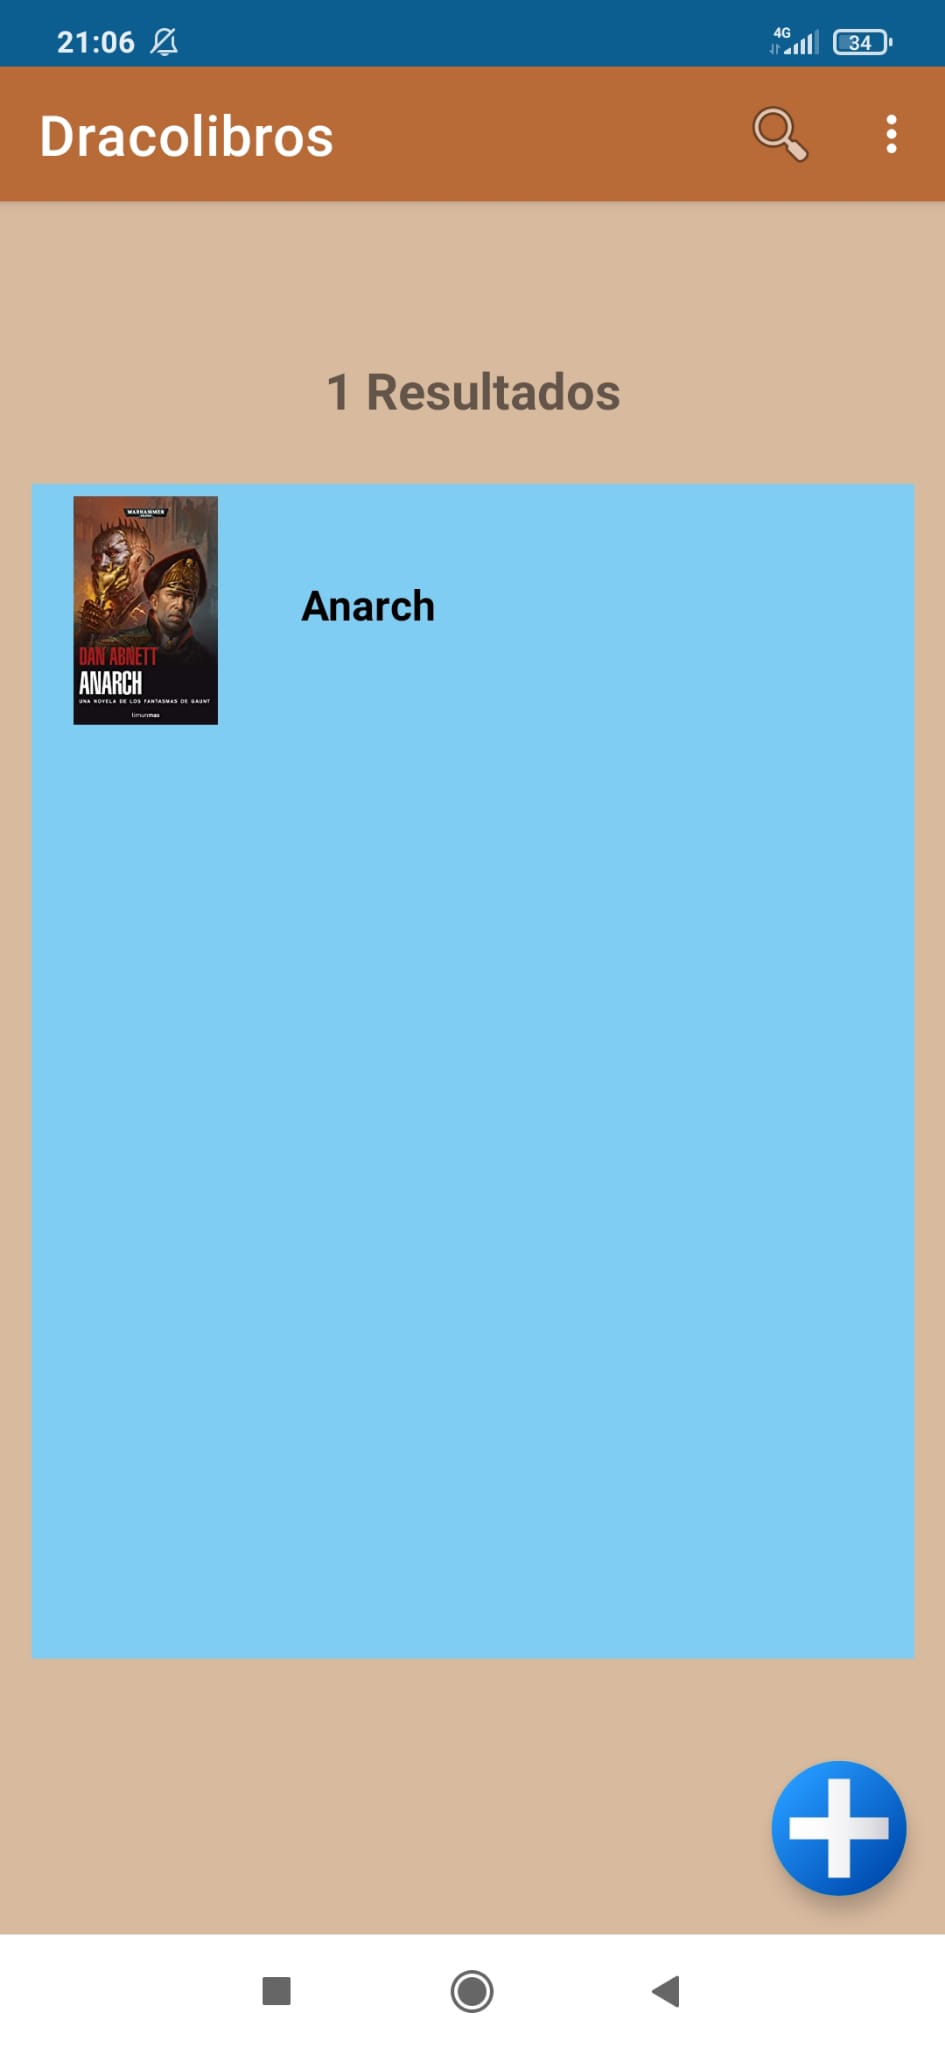 21:06
4G
34
Dracolibros
1 Resultados
WARHAMMER
DAN ABNETT
ANARCH
UNA NOVELA DE LOS FANTASMAS DE GAUNT
timunmas
Anarch